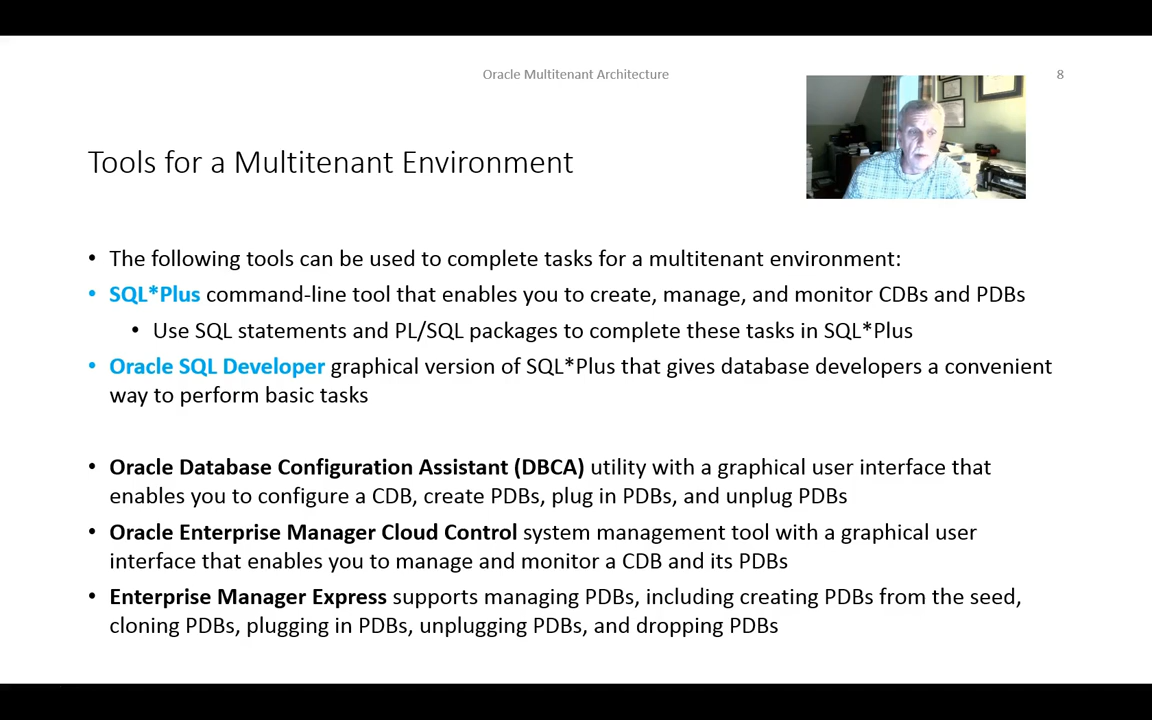 Oracle Multitenant Architecture
8
Tools for a Multitenant Environment
• The following tools can be used to complete tasks for a multitenant environment:
• SQL*Plus command-line tool that enables you to create, manage, and monitor CDBs and PDBs
• Use SQL statements and PL/SQL packages to complete these tasks in SQL*Plus
• Oracle SQL Developer graphical version of SQL*Plus that gives database developers a convenient
way to perform basic tasks
• Oracle Database Configuration Assistant (DBCA) utility with a graphical user interface that
enables you to configure a CDB, create PDBs, plug in PDBs, and unplug PDBs
• Oracle Enterprise Manager Cloud Control system management tool with a graphical user
interface that enables you to manage and monitor a CDB and its PDBs
• Enterprise Manager Express supports managing PDBs, including creating PDBs from the seed,
cloning PDBs, plugging in PDBs, unplugging PDBs, and dropping PDBs